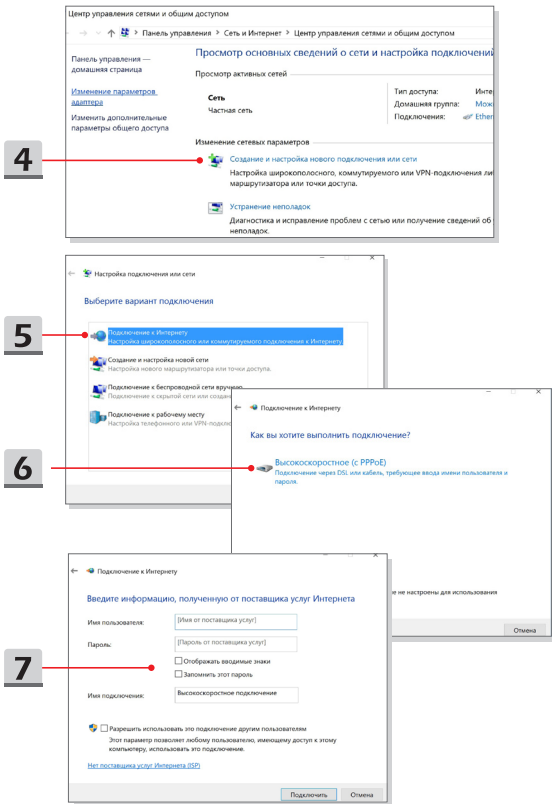 Центр управления сетями и общим доступом
Панель управления > Сеть и Интернет > Центр управления сетями и общим доступом
Панель управления —
домашняя страница
Изменение параметров
адаптера
Изменить дополнительные
параметры общего доступа
Просмотр основных сведений о сети и настройка подключений
Просмотр активных сетей
Сеть
Частная сеть
Тип доступа: Инте
Домашняя группа: Мож
Подключения: Ether
Изменение сетевых параметров
4
Создание и настройка нового подключения или сети
Настройка широкополосного, коммутируемого или VPN-подключения ли
маршрутизатора или точки доступа.
Устранение неполадок
Диагностика и исправление проблем с сетью или получение сведений об
неполадок.
Настройка подключения или сети
Выберите вариант подключения
5
Подключение к Интернету
Настройка широкополосного или коммутируемого подключения к Интернету.
Создание и настройка новой сети
Настройка нового маршрутизатора или точки доступа.
Подключение к беспроводной сети вручную
Подключение к скрытой сети или создан
Подключение к рабочему месту
Настройка телефонного или VPN-подклю
Подключение к Интернету
Как вы хотите выполнить подключение?
6
Высокоскоростное (с PPPoE)
Подключение через DSL или кабель, требующее ввода имени пользователя и
пароля.
е не настроены для использования
Отмена
Подключение к Интернету
Введите информацию, полученную от поставщика услуг Интернета
Имя пользователя: [Имя от поставщика услуг]
Пароль: [Пароль от поставщика услуг]
7
Отображать вводимые знаки
Запомнить этот пароль
Имя подключения: Высокоскоростное подключение
Разрешить использовать это подключение другим пользователям
Этот параметр позволяет любому пользователю, имеющему доступ к этому
компьютеру, использовать это подключение.
Нет поставщика услуг Интернета (ISP)
Подключить Отмена